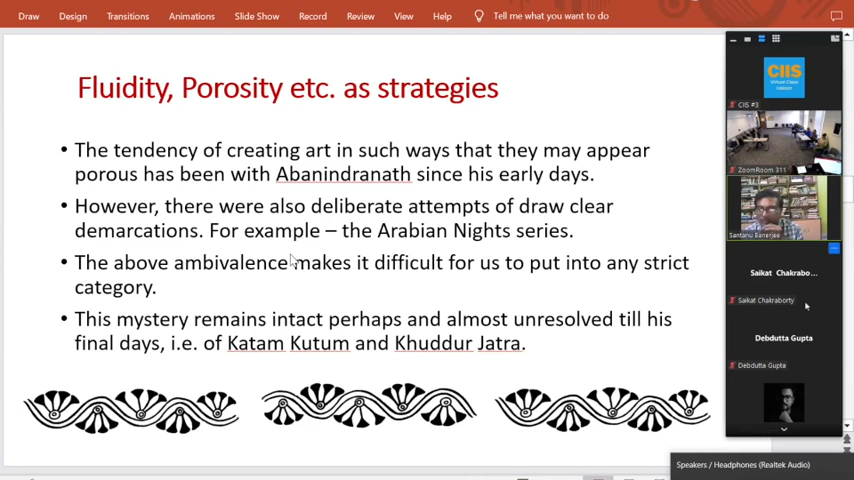 Draw Design Transitions Animations Slide Show Record Review View Help Tell me what you want to do
Fluidity, Porosity etc. as strategies
• The tendency of creating art in such ways that they may appear
porous has been with Abanindranath since his early days.
• However, there were also deliberate attempts of draw clear
demarcations. For example – the Arabian Nights series.
• The above ambivalence makes it difficult for us to put into any strict
category.
• This mystery remains intact perhaps and almost unresolved till his
final days, i.e. of Katam Kutum and Khuddur Jatra.
CIIS
Virtual Class
CIIS #3
ZoomRoom 311
Santanu Banerjee
Saikat Chakrabo...
Saikat Chakraborty
Debdutta Gupta
Debdutta Gupta
Speakers / Headphones (Realtek Audio)